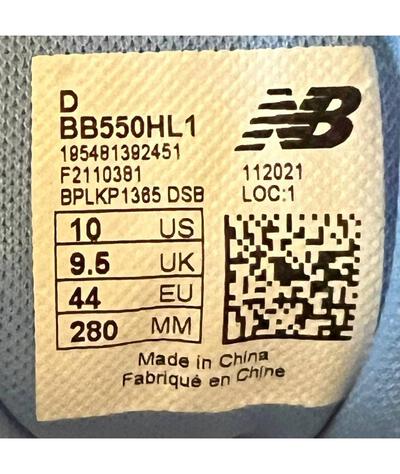 D
BB550HL1
195481392451
F2110381
BPLKP1365 DSB
NB
112021
LOC:1
10 US
9.5 UK
44 EU
280 MM
Made in China
Fabriqué en Chine